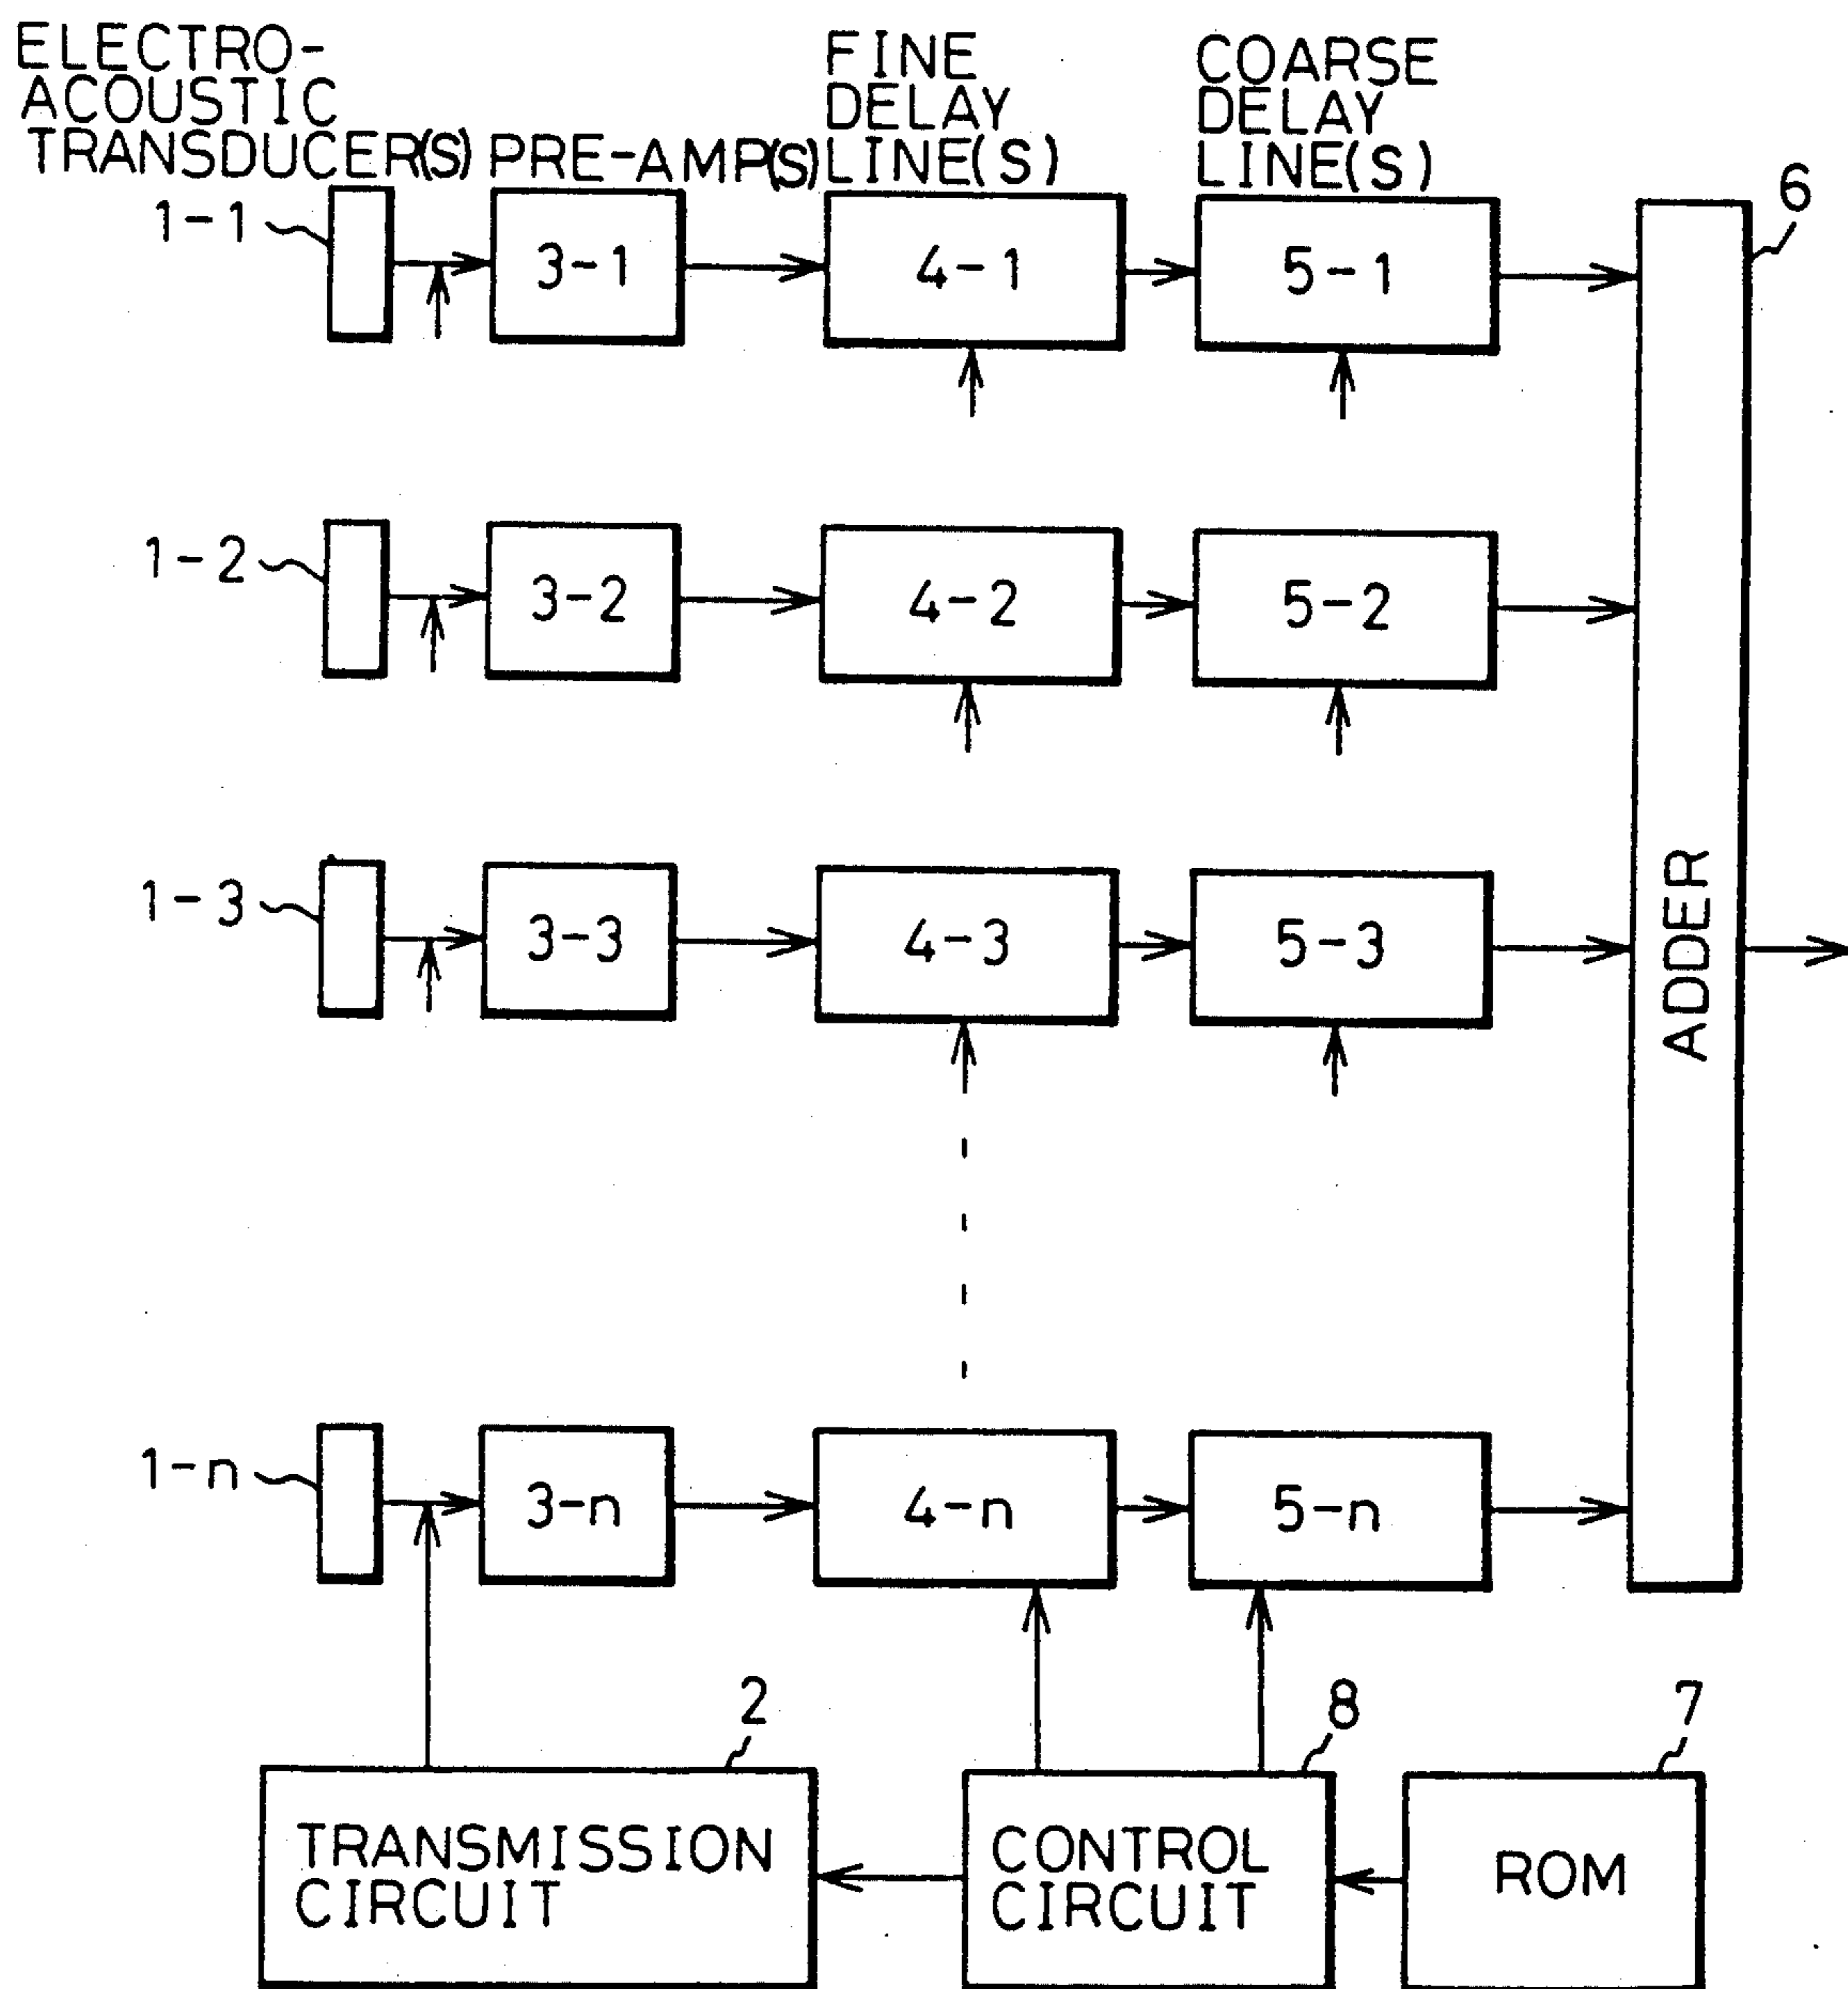 ELECTRO-
ACOUSTIC
TRANSDUCER(S)
PRE-AMP(S)
FINE
DELAY
LINE(S)
COARSE
DELAY
LINE(S)
6
1-1
3-1
4-1
5-1
1-2
3-2
4-2
5-2
1-3
3-3
4-3
5-3
ADDER
1-n
3-n
4-n
5-n
2
8
7
TRANSMISSION
CIRCUIT
CONTROL
CIRCUIT
ROM